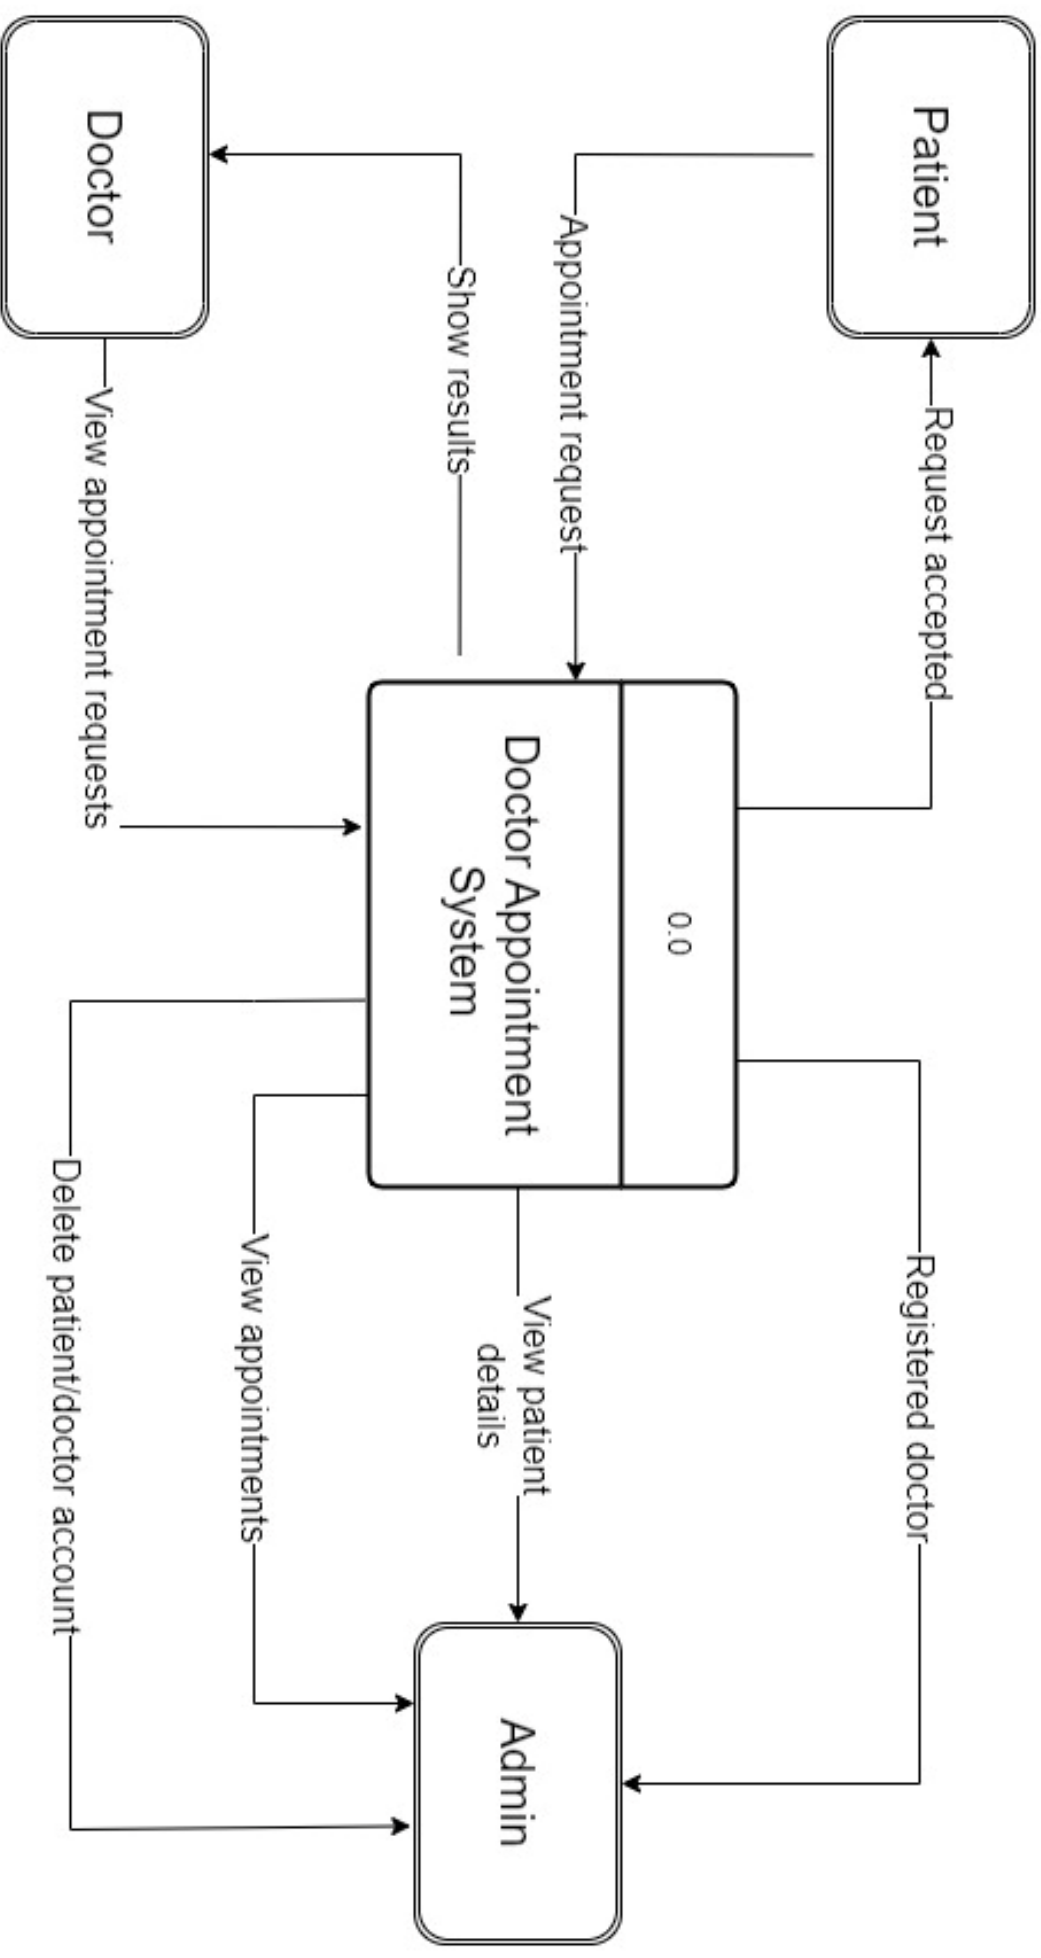 Patient
Request accepted
Registered doctor
Appointment request
0.0
Doctor Appointment
System
View patient
details
Admin
Show results
View appointments
Doctor
View appointment requests
Delete patient/doctor account